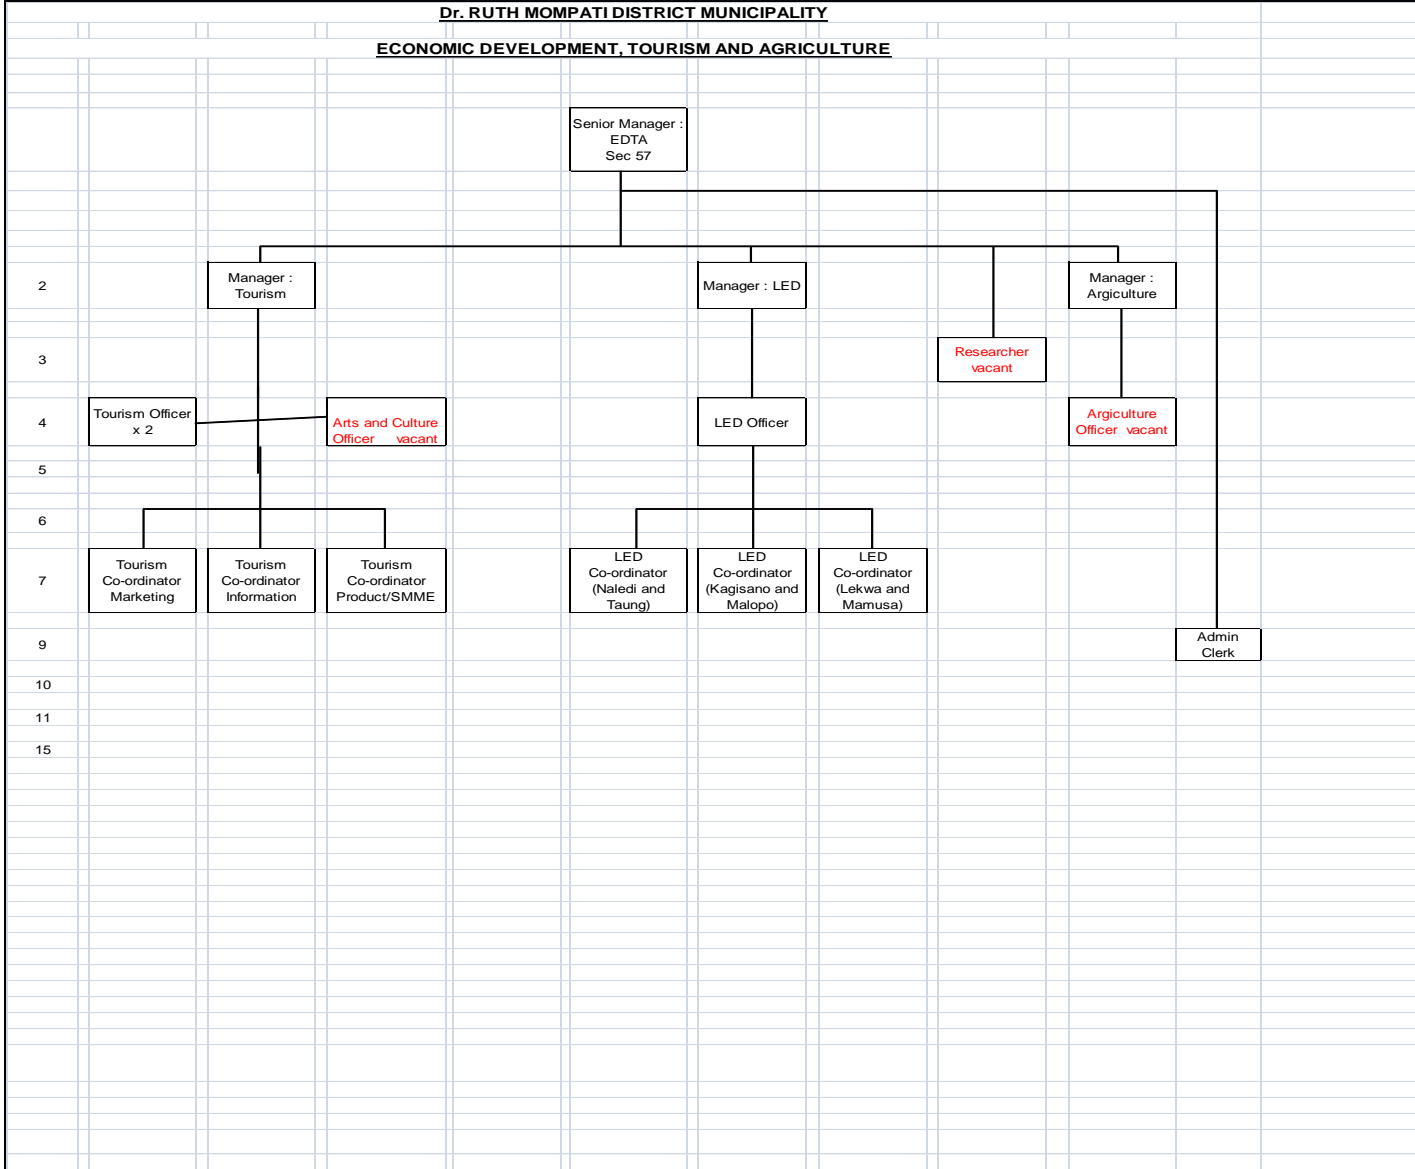 Dr. RUTH MOMPATI DISTRICT MUNICIPALITY
ECONOMIC DEVELOPMENT, TOURISM AND AGRICULTURE
Senior Manager :
EDTA
Sec 57
2
Manager :
Tourism
Manager : LED
Manager :
Argiculture
3
Researcher
vacant
4
Tourism Officer
x 2
Arts and Culture
Officer vacant
LED Officer
Argiculture
Officer vacant
5
6
7
Tourism
Co-ordinator
Marketing
Tourism
Co-ordinator
Information
Tourism
Co-ordinator
Product/SMME
LED
Co-ordinator
(Naledi and
Taung)
LED
Co-ordinator
(Kagisano and
Malopo)
LED
Co-ordinator
(Lekwa and
Mamusa)
9
Admin
Clerk
10
11
15